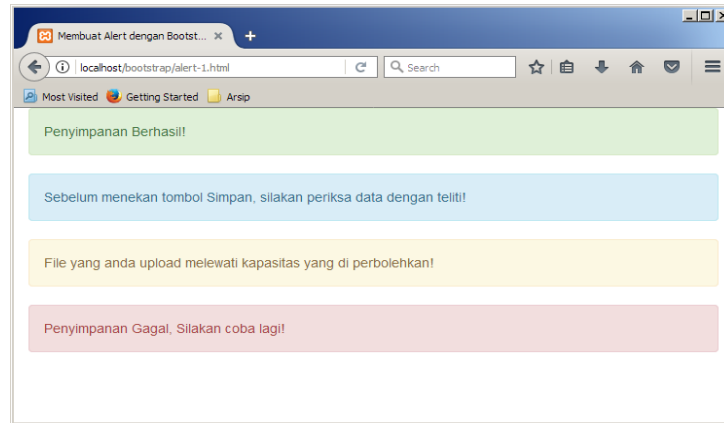 Membuat Alert dengan Bootst...
localhost/bootstrap/alert-1.html
Search
Most Visited Getting Started Arsip
Penyimpanan Berhasil!
Sebelum menekan tombol Simpan, silakan periksa data dengan teliti!
File yang anda upload melewati kapasitas yang di perbolehkan!
Penyimpanan Gagal, Silakan coba lagi!